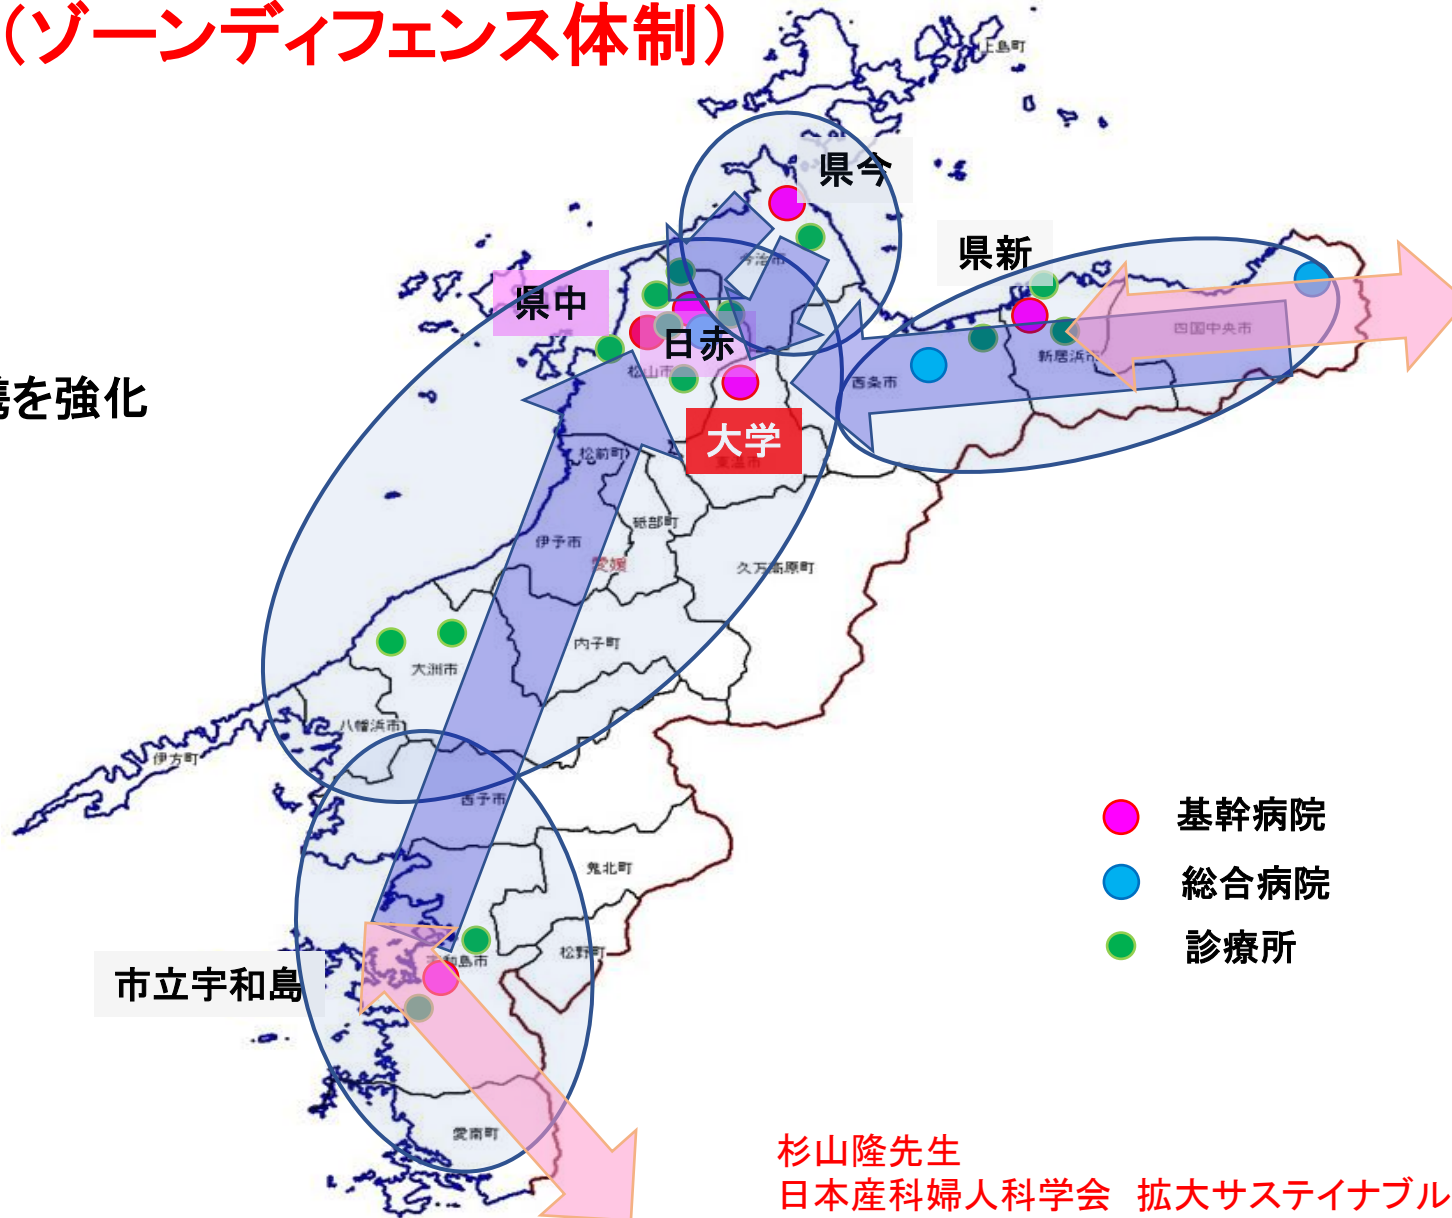 （ゾーンディフェンス体制）
上島町
県今
今治市
県新
県中
日赤
四国中央市
新居浜市
西条市
松山市
携を強化
大学
東温市
松前町
砥部町
伊予市
愛媛
久万高原町
内子町
大洲市
八幡浜市
伊方町
西予市
基幹病院
鬼北町
総合病院
松野町
診療所
宇和島市
市立宇和島
愛南町
杉山隆先生
日本産科婦人科学会　拡大サステイナブル